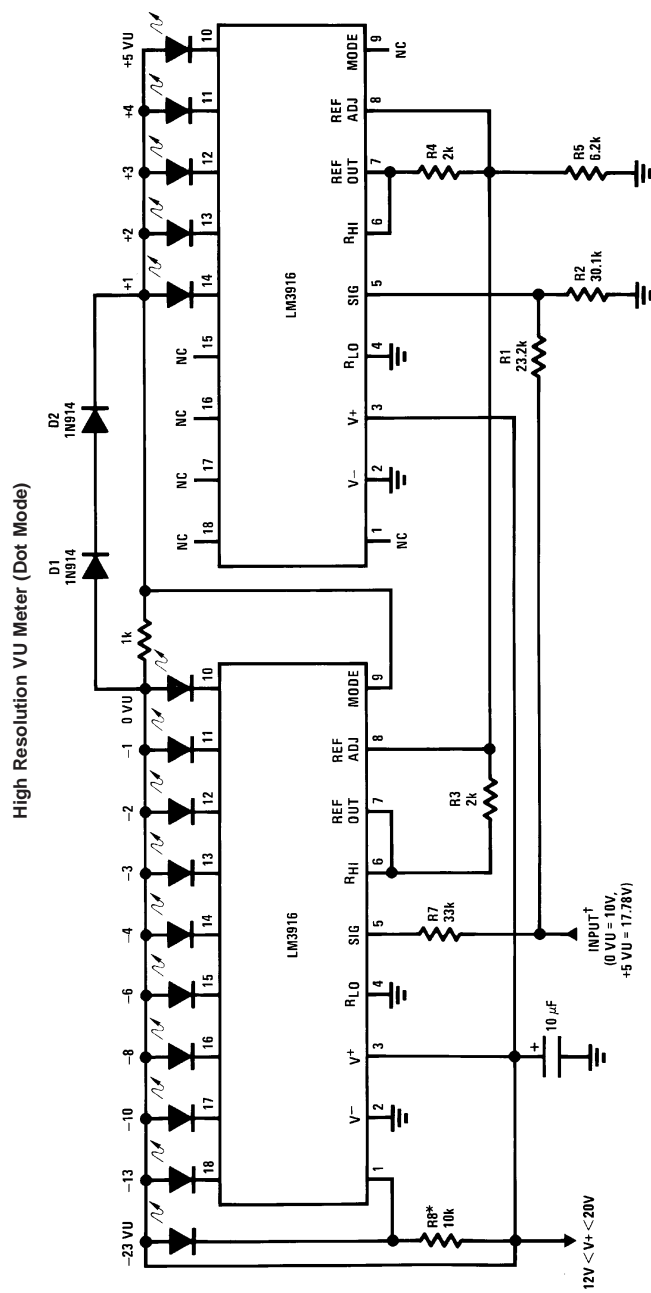 High Resolution VU Meter (Dot Mode)
D1
1N914
D2
1N914
−23 VU
−13
−10
−8
−6
−4
−3
−2
−1
0 VU
1k
+1
+2
+3
+4
+5 VU
18
17
16
15
14
13
12
11
10
NC
NC
NC
NC
18
17
16
15
14
13
12
11
10
LM3916
LM3916
V−
V+
RLO
SIG
RHI
REF
OUT
REF
ADJ
MODE
1
2
3
4
5
6
7
8
9
V−
V+
RLO
SIG
RHI
REF
OUT
REF
ADJ
MODE
1
2
3
4
5
6
7
8
9
NC
NC
R8*
10k
R7
33k
R3
2k
R1
23.2k
R2
30.1k
R4
2k
R5
6.2k
12V < V+ < 20V
+
10 μF
INPUT†
(0 VU = 10V,
+5 VU = 17.78V)